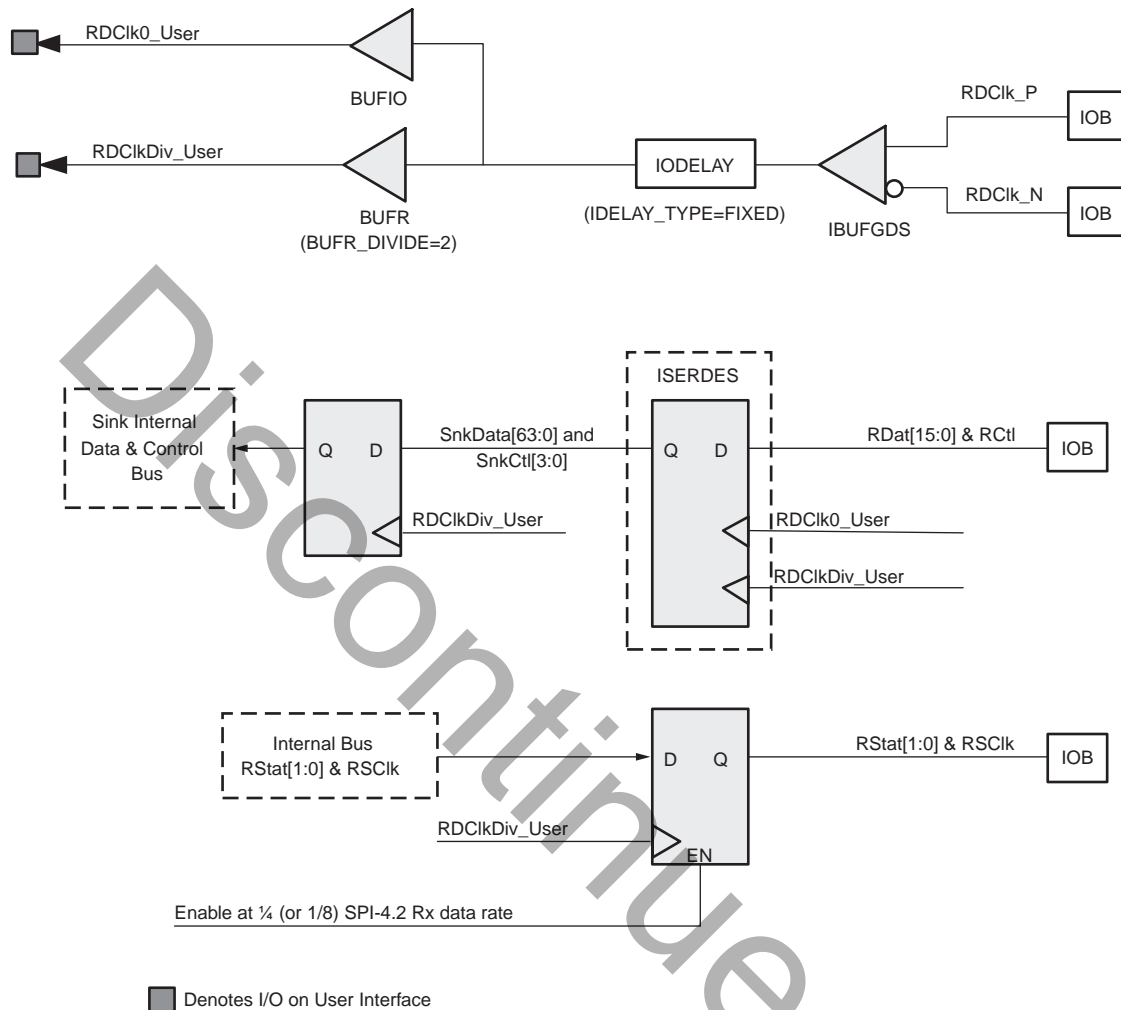 RDClk0_User
BUFIO
RDClk_P
IOB
RDClkDiv_User
IODELAY
BUFR
(BUFR_DIVIDE=2)
(IDELAY_TYPE=FIXED)
IBUFGDS
RDClk_N
IOB
ISERDES
Sink Internal
Data & Control
Bus
Q D
SnkData[63:0] and
SnkCtl[3:0]
Q D
RDat[15:0] & RCtl
IOB
RDClkDiv_User
RDClk0_User
RDClkDiv_User
Internal Bus
RStat[1:0] & RSClk
D Q
RStat[1:0] & RSClk
IOB
RDClkDiv_User
EN
Enable at ¼ (or 1/8) SPI-4.2 Rx data rate
Denotes I/O on User Interface
Discontinue